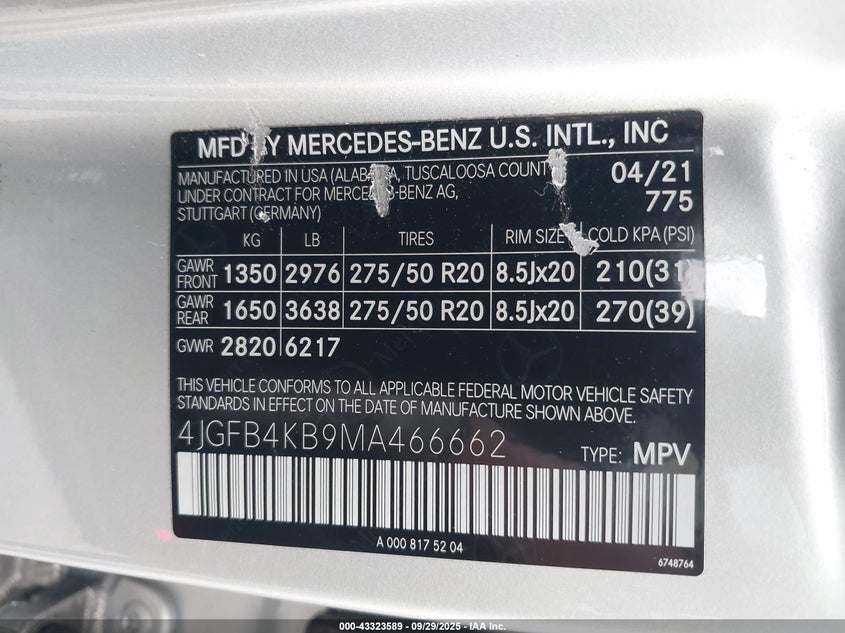 MFD BY MERCEDES-BENZ U.S. INTL., INC
MANUFACTURED IN USA (ALABAMA, TUSCALOOSA COUNTY) 04/21
UNDER CONTRACT FOR MERCEDES-BENZ AG, 775
STUTTGART (GERMANY)
KG LB TIRES RIM SIZE COLD KPA (PSI)
GAWR FRONT 1350 2976 275/50 R20 8.5Jx20 210(31)
GAWR REAR 1650 3638 275/50 R20 8.5Jx20 270(39)
GVWR 2820 6217
THIS VEHICLE CONFORMS TO ALL APPLICABLE FEDERAL MOTOR VEHICLE SAFETY
STANDARDS IN EFFECT ON THE DATE OF MANUFACTURE SHOWN ABOVE.
4JGFB4KB9MA466662 TYPE: MPV
A 000 817 52 04
6748764
000-43323589 - 09/29/2025 - IAA Inc.